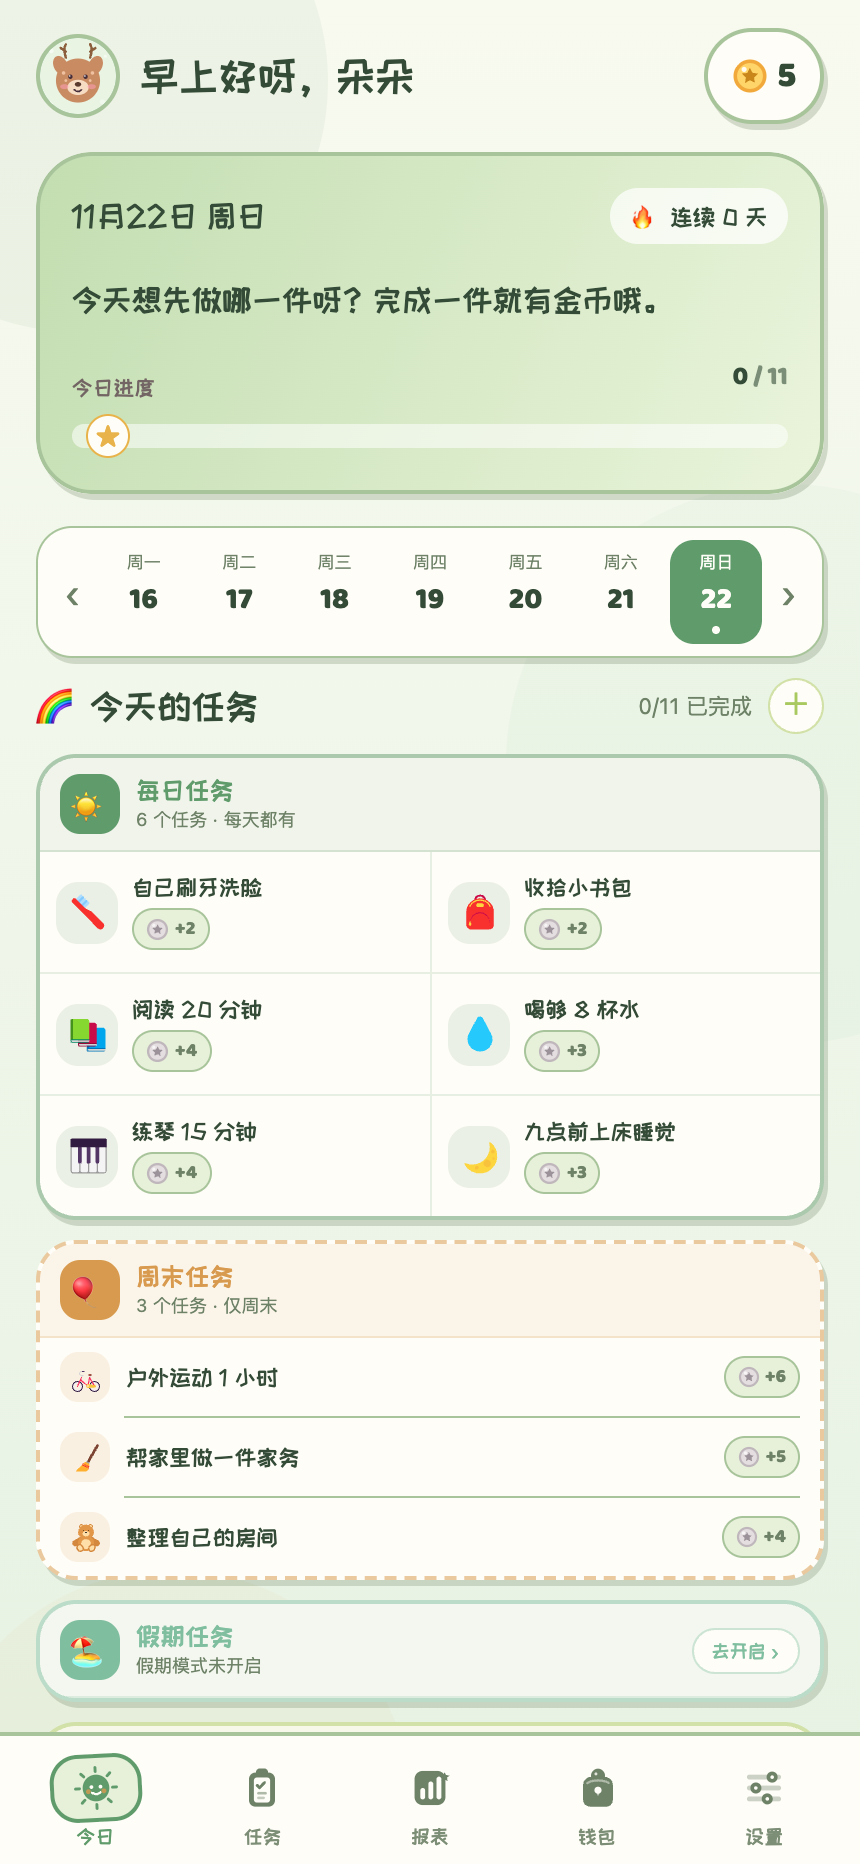 早上好呀，朵朵
5
11月22日 周日
连续 0 天
今天想先做哪一件呀？完成一件就有金币哦。
今日进度
0/11
周一 周二 周三 周四 周五 周六 周日
‹ 16 17 18 19 20 21 22 ›
今天的任务
0/11 已完成
每日任务
6 个任务 · 每天都有
自己刷牙洗脸
+2
收拾小书包
+2
阅读 20 分钟
+4
喝够 8 杯水
+3
练琴 15 分钟
+4
九点前上床睡觉
+3
周末任务
3 个任务 · 仅周末
户外运动 1 小时
+6
帮家里做一件家务
+5
整理自己的房间
+4
假期任务
假期模式未开启
去开启 ›
今日 任务 报表 钱包 设置